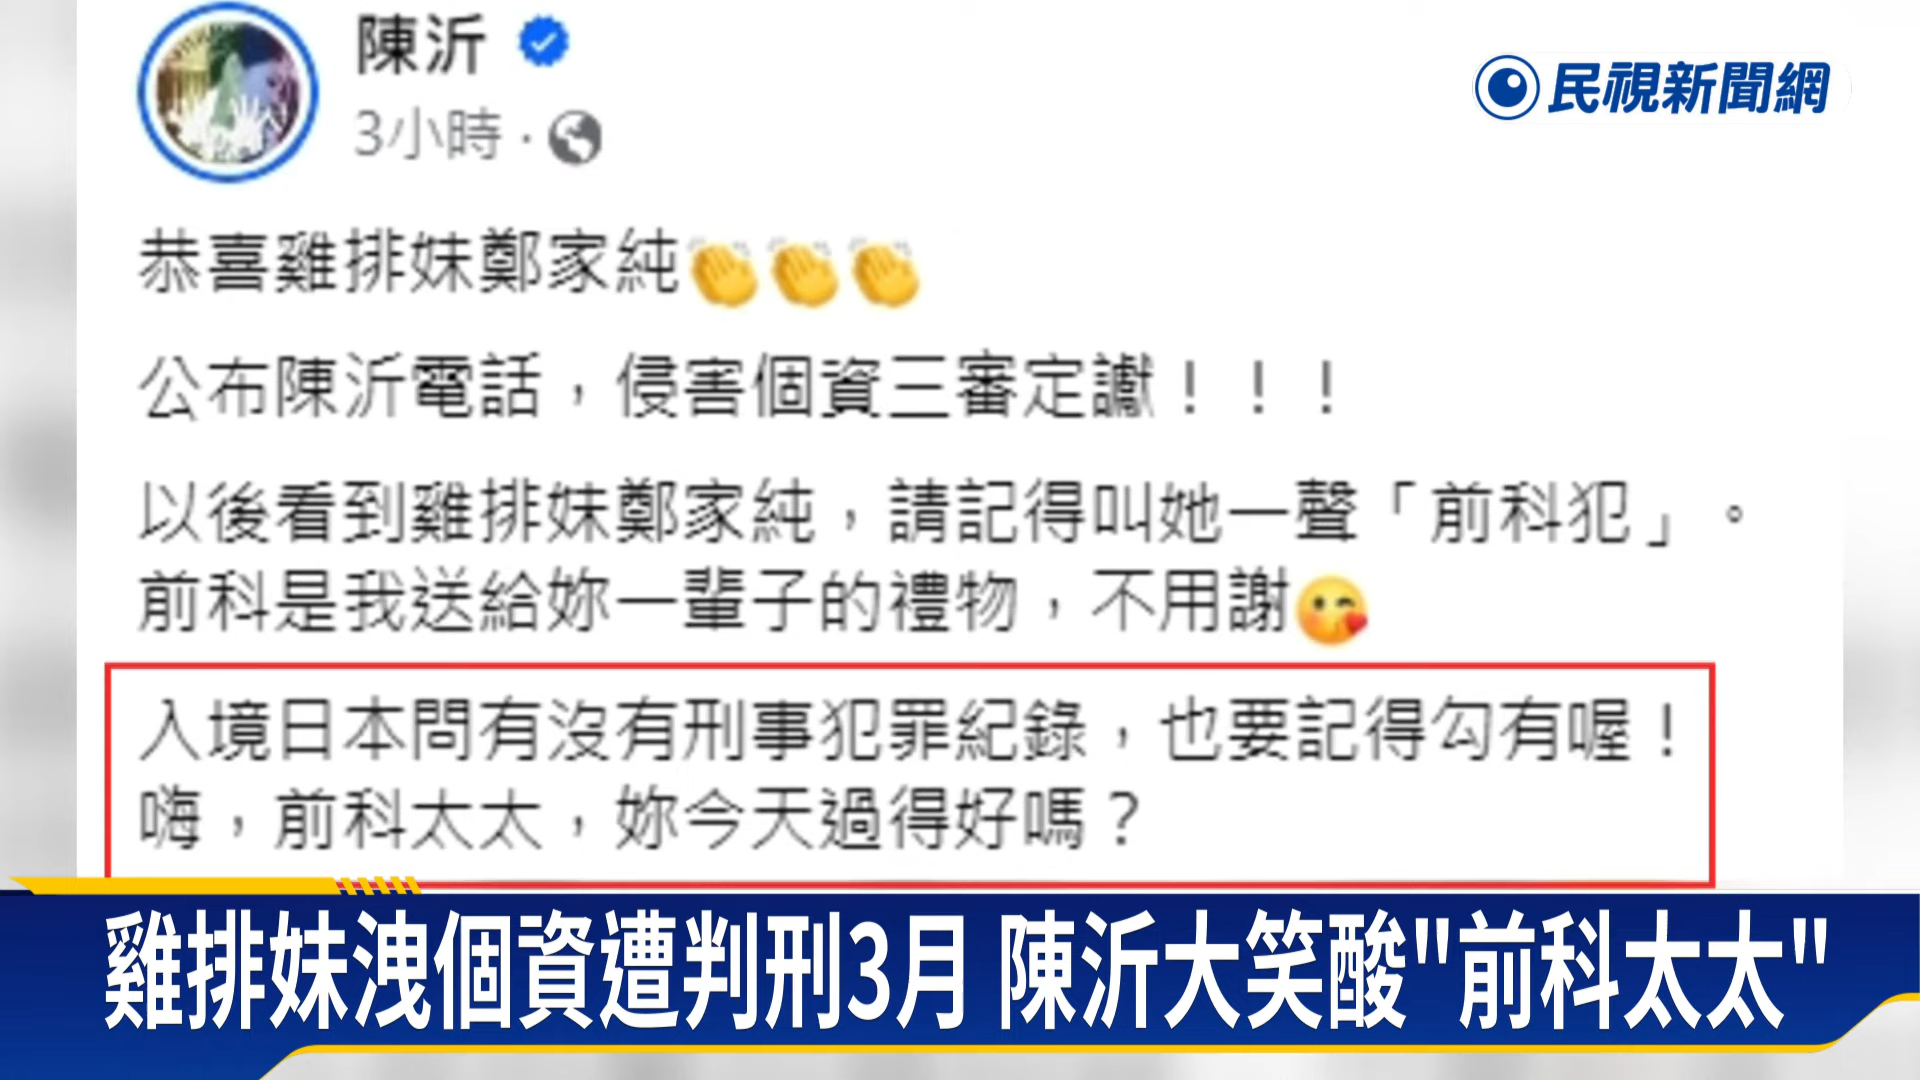 陳沂
民視新聞網
3小時 ·
恭喜雞排妹鄭家純👏👏👏
公布陳沂電話，侵害個資三審定讞！！！
以後看到雞排妹鄭家純，請記得叫她一聲「前科犯」。
前科是我送給妳一輩子的禮物，不用謝😘
入境日本問有沒有刑事犯罪紀錄，也要記得勾有喔！
嗨，前科太太，妳今天過得好嗎？
雞排妹洩個資遭判刑3月 陳沂大笑酸"前科太太"